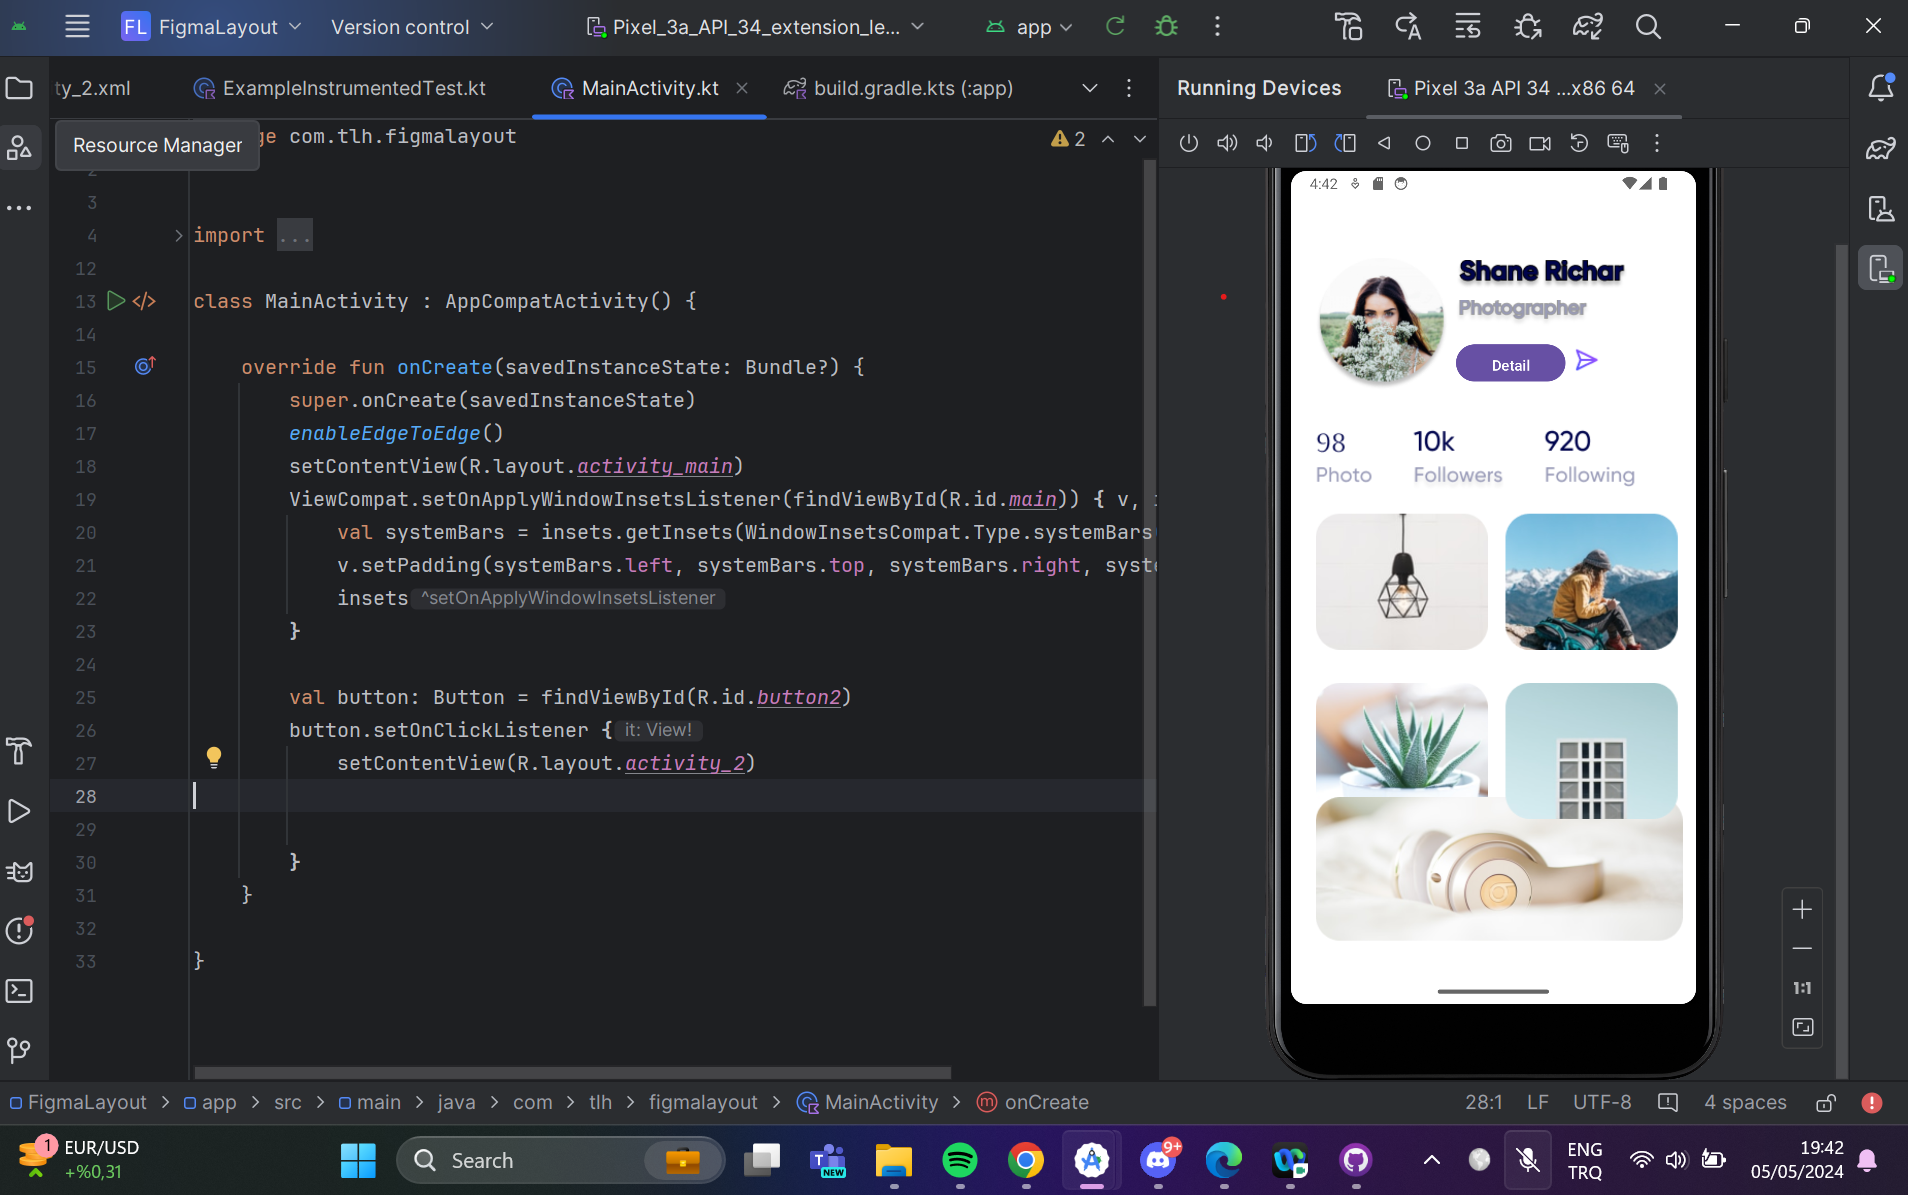 FL FigmaLayout Version control Pixel_3a_API_34_extension_le... app
ty_2.xml ExampleInstrumentedTest.kt MainActivity.kt build.gradle.kts (:app) Running Devices Pixel 3a API 34 ...x86 64
Resource Manager
ge com.tlh.figmalayout 2
2
3
4 import ...
12
13 class MainActivity : AppCompatActivity() {
14
15 override fun onCreate(savedInstanceState: Bundle?) {
16 super.onCreate(savedInstanceState)
17 enableEdgeToEdge()
18 setContentView(R.layout.activity_main)
19 ViewCompat.setOnApplyWindowInsetsListener(findViewById(R.id.main)) { v,
20 val systemBars = insets.getInsets(WindowInsetsCompat.Type.systemBars
21 v.setPadding(systemBars.left, systemBars.top, systemBars.right, syst
22 insets ^setOnApplyWindowInsetsListener
23 }
24
25 val button: Button = findViewById(R.id.button2)
26 button.setOnClickListener { it: View!
27 setContentView(R.layout.activity_2)
28
29
30 }
31 }
32
33 }
4:42
Shane Richar
Photographer
Detail
98 10k 920
Photo Followers Following
1:1
FigmaLayout > app > src > main > java > com > tlh > figmalayout > MainActivity > onCreate 28:1 LF UTF-8 4 spaces
1 EUR/USD
+%0,31
Search
NEW
9+
ENG
TRQ
19:42
05/05/2024